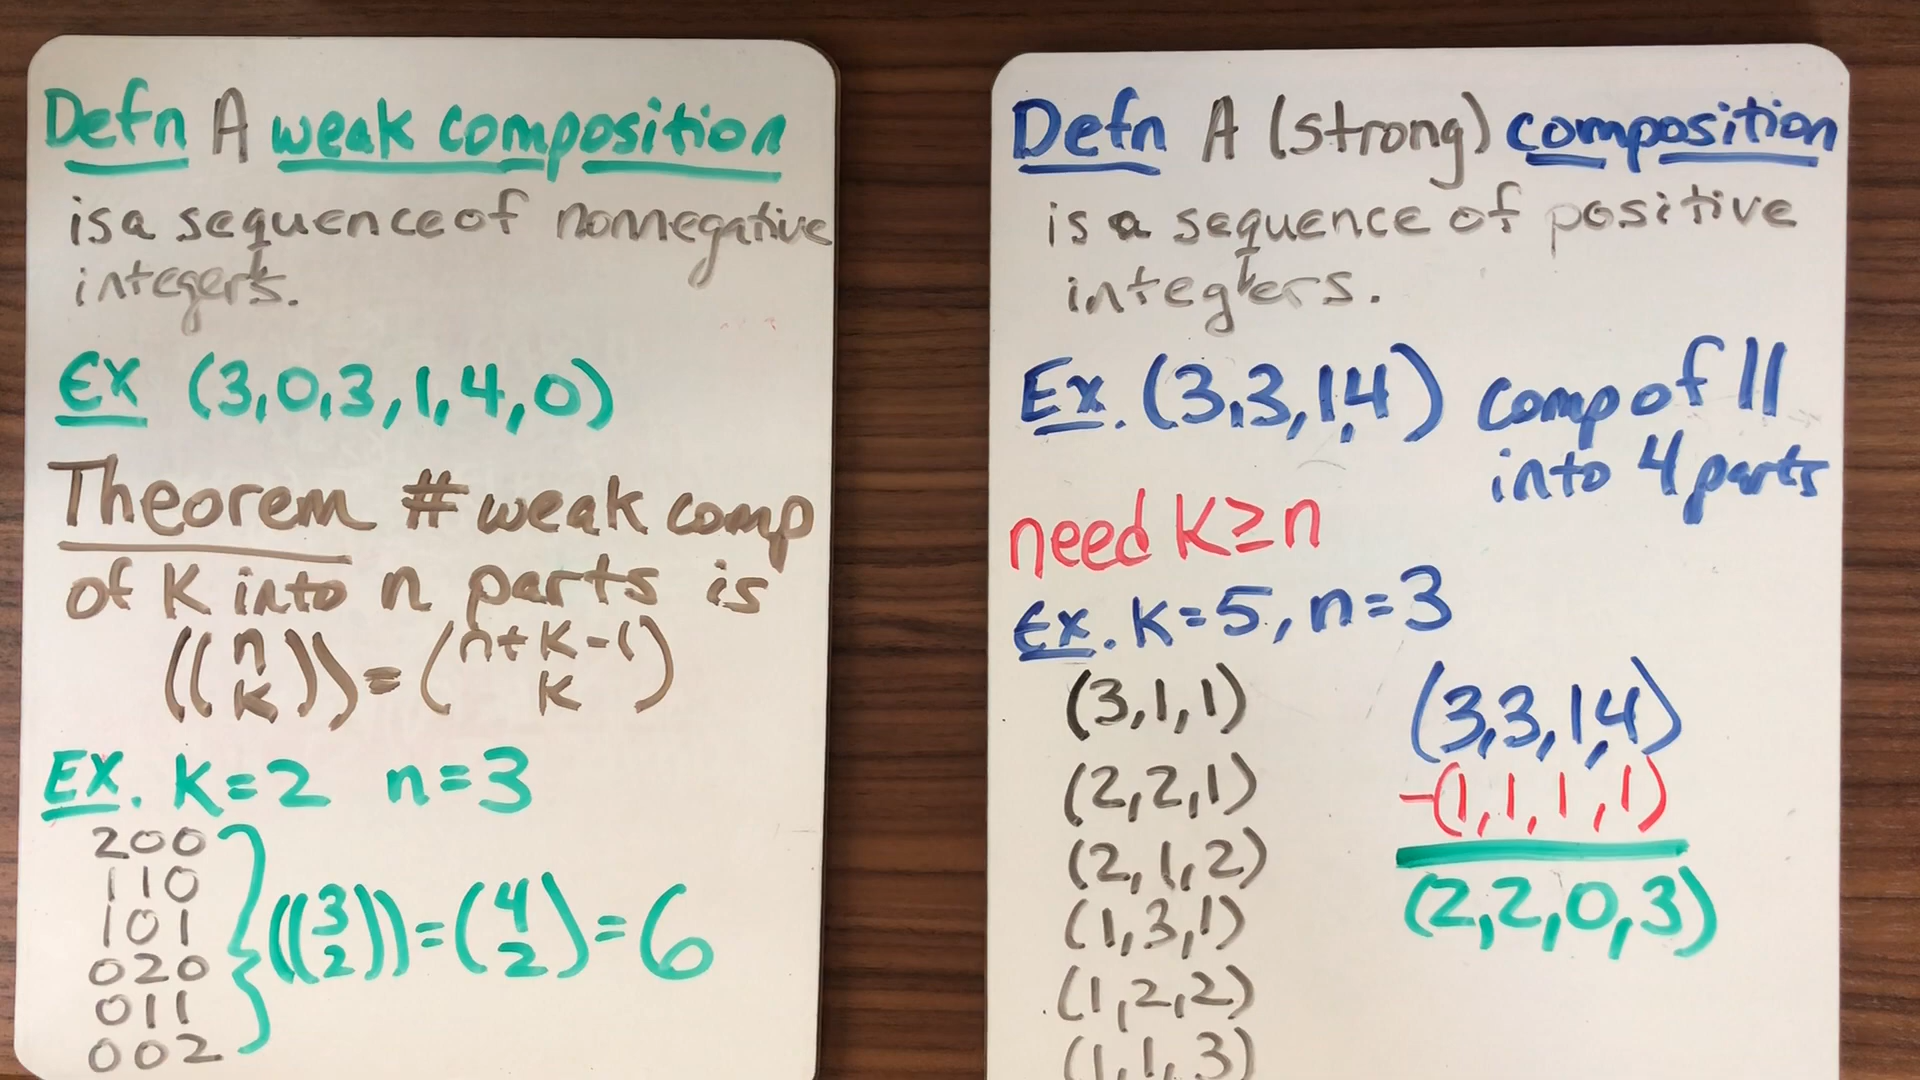 Defn A weak composition
is a sequence of nonnegative
integers.
Ex (3,0,3,1,4,0)
Theorem # weak comp
of K into n parts is
((n K)) = (n+K-1 K)
Ex. K=2 n=3
200
110
101
020
011
002
((3 2)) = (4 2) = 6
Defn A (strong) composition
is a sequence of positive
integers.
Ex. (3,3,1,4) comp of 11
into 4 parts
need K≥n
Ex. K=5, n=3
(3,1,1)
(2,2,1)
(2,1,2)
(1,3,1)
(1,2,2)
(1,1,3)
(3,3,1,4)
-(1,1,1,1)
(2,2,0,3)